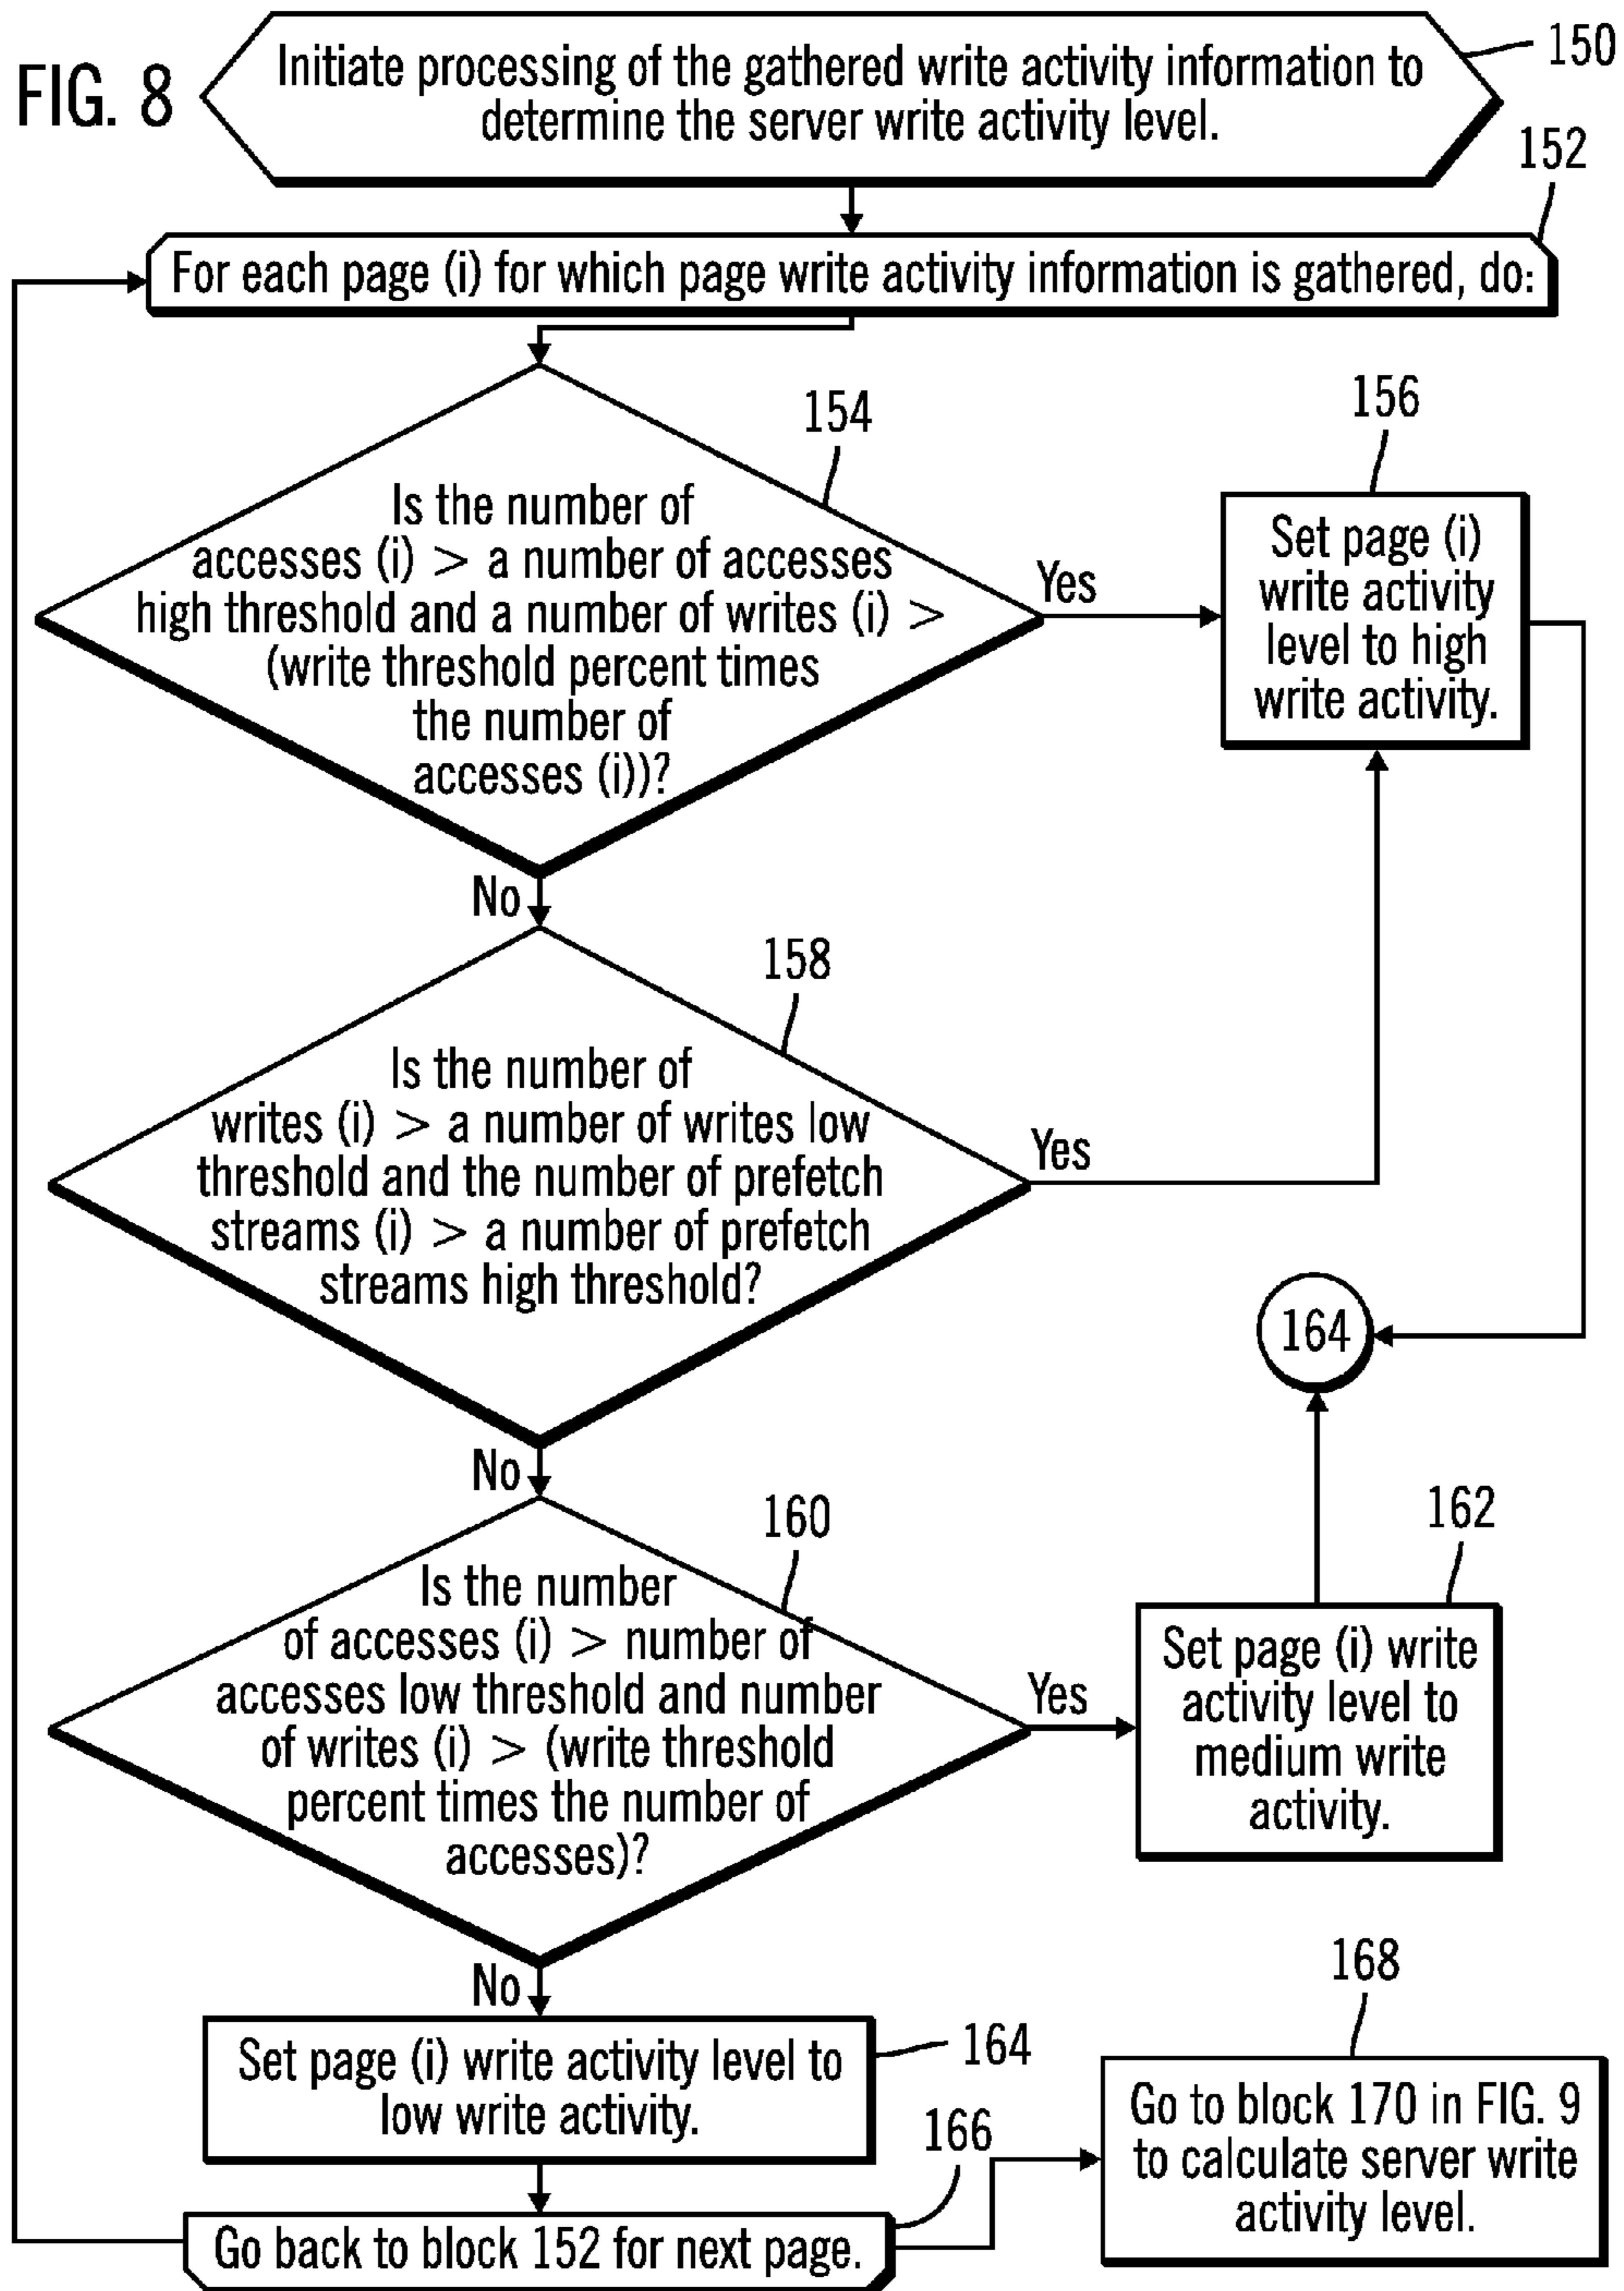 FIG. 8
Initiate processing of the gathered write activity information to
determine the server write activity level.
150
152
For each page (i) for which page write activity information is gathered, do:
154
Is the number of
accesses (i) > a number of accesses
high threshold and a number of writes (i) >
(write threshold percent times
the number of
accesses (i))?
Yes
156
Set page (i)
write activity
level to high
write activity.
No
158
Is the number of
writes (i) > a number of writes low
threshold and the number of prefetch
streams (i) > a number of prefetch
streams high threshold?
Yes
164
No
160
Is the number
of accesses (i) > number of
accesses low threshold and number
of writes (i) > (write threshold
percent times the number of
accesses)?
Yes
162
Set page (i) write
activity level to
medium write
activity.
No
Set page (i) write activity level to
low write activity.
164
166
Go back to block 152 for next page.
168
Go to block 170 in FIG. 9
to calculate server write
activity level.